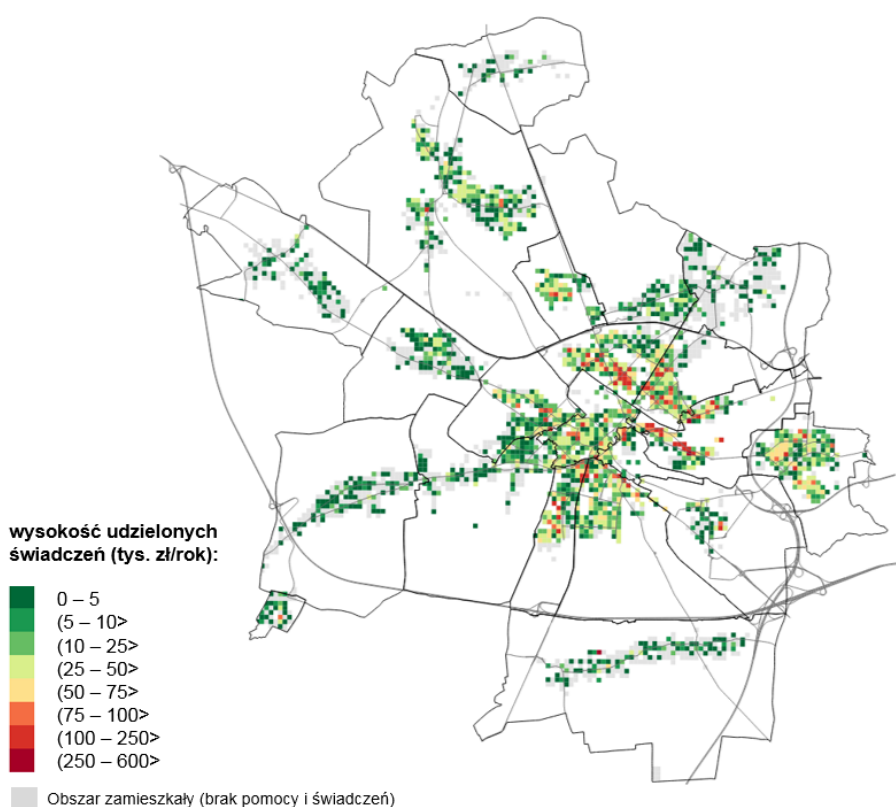 wysokość udzielonych
świadczeń (tys. zł/rok):
0 – 5
(5 – 10>
(10 – 25>
(25 – 50>
(50 – 75>
(75 – 100>
(100 – 250>
(250 – 600>
Obszar zamieszkały (brak pomocy i świadczeń)